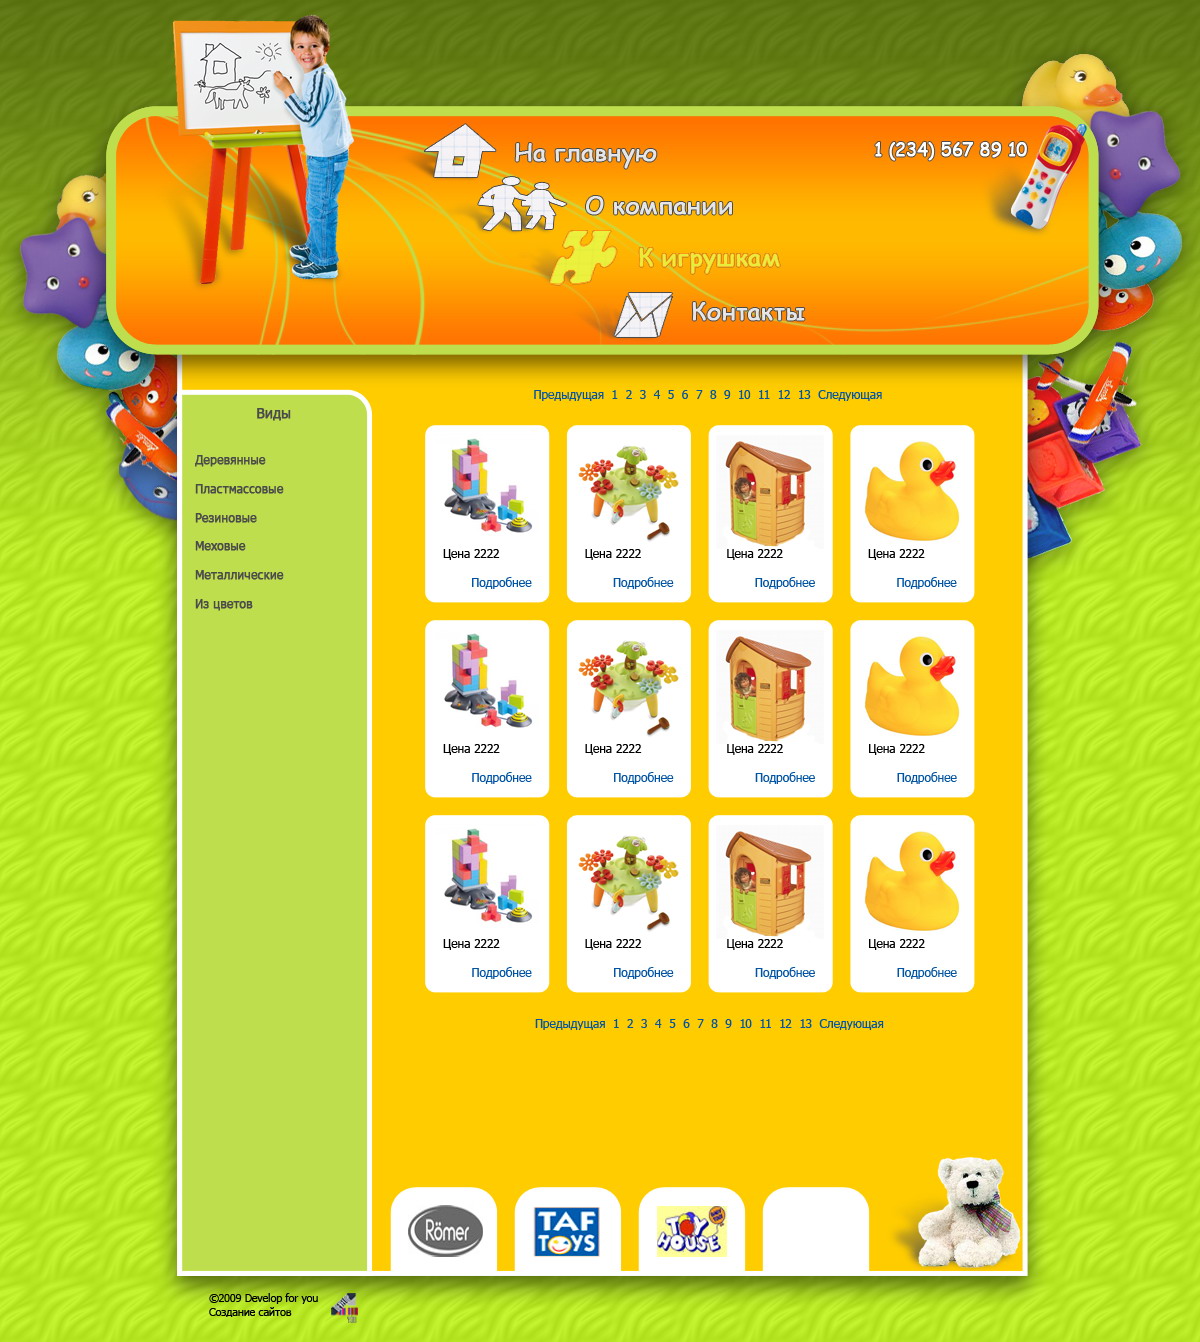 На главную
1 (234) 567 89 10
О компании
К игрушкам
Контакты
Предыдущая 1 2 3 4 5 6 7 8 9 10 11 12 13 Следующая
Виды
Деревянные
Пластмассовые
Резиновые
Меховые
Металлические
Из цветов
Цена 2222 Цена 2222 Цена 2222 Цена 2222
Подробнее Подробнее Подробнее Подробнее
Цена 2222 Цена 2222 Цена 2222 Цена 2222
Подробнее Подробнее Подробнее Подробнее
Цена 2222 Цена 2222 Цена 2222 Цена 2222
Подробнее Подробнее Подробнее Подробнее
Предыдущая 1 2 3 4 5 6 7 8 9 10 11 12 13 Следующая
Römer
TAF
TOYS
TOY
HOUSE
©2009 Develop for you
Создание сайтов